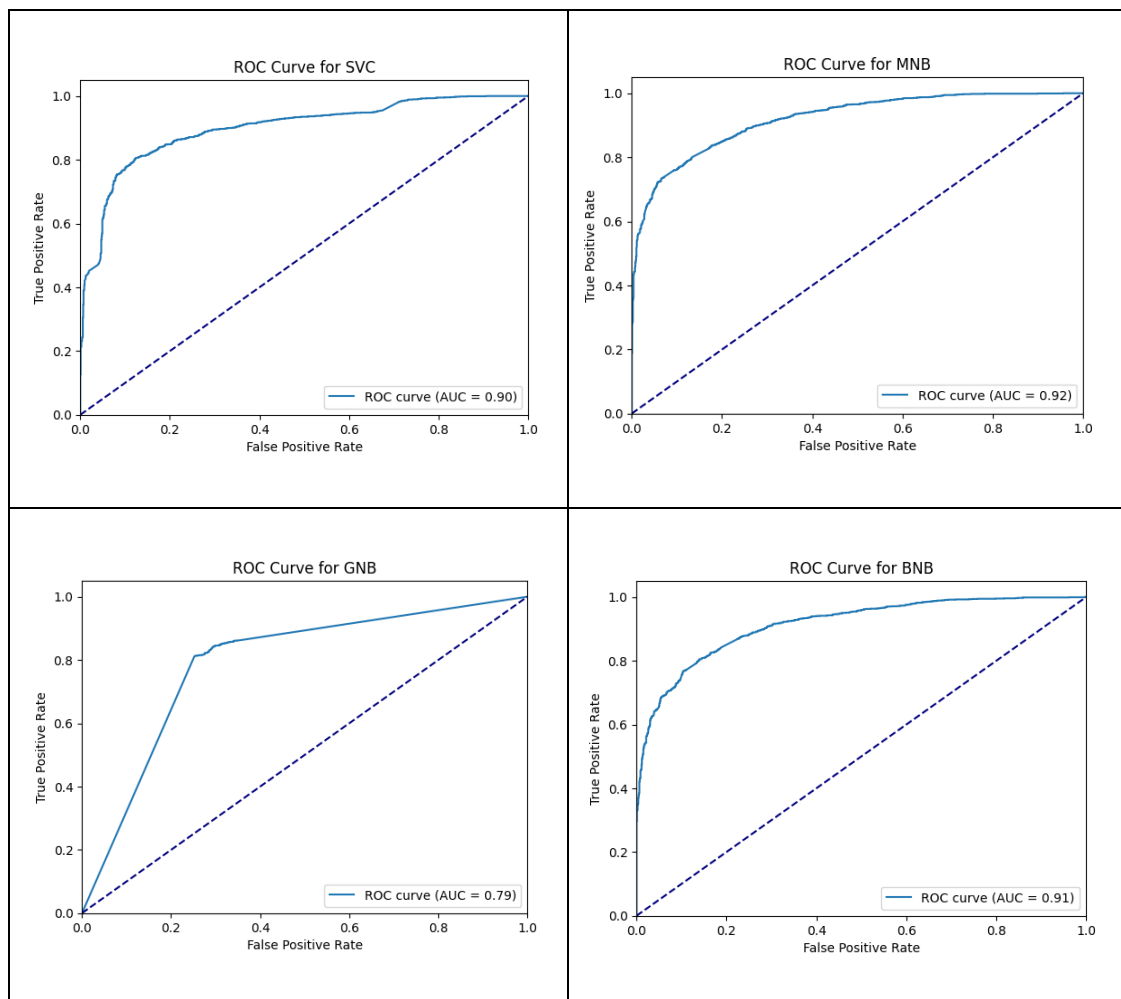 ROC Curve for SVC
1.0
0.8
0.6
0.4
0.2
0.0
True Positive Rate
ROC curve (AUC = 0.90)
0.0 0.2 0.4 0.6 0.8 1.0
False Positive Rate
ROC Curve for MNB
1.0
0.8
0.6
0.4
0.2
0.0
True Positive Rate
ROC curve (AUC = 0.92)
0.0 0.2 0.4 0.6 0.8 1.0
False Positive Rate
ROC Curve for GNB
1.0
0.8
0.6
0.4
0.2
0.0
True Positive Rate
ROC curve (AUC = 0.79)
0.0 0.2 0.4 0.6 0.8 1.0
False Positive Rate
ROC Curve for BNB
1.0
0.8
0.6
0.4
0.2
0.0
True Positive Rate
ROC curve (AUC = 0.91)
0.0 0.2 0.4 0.6 0.8 1.0
False Positive Rate